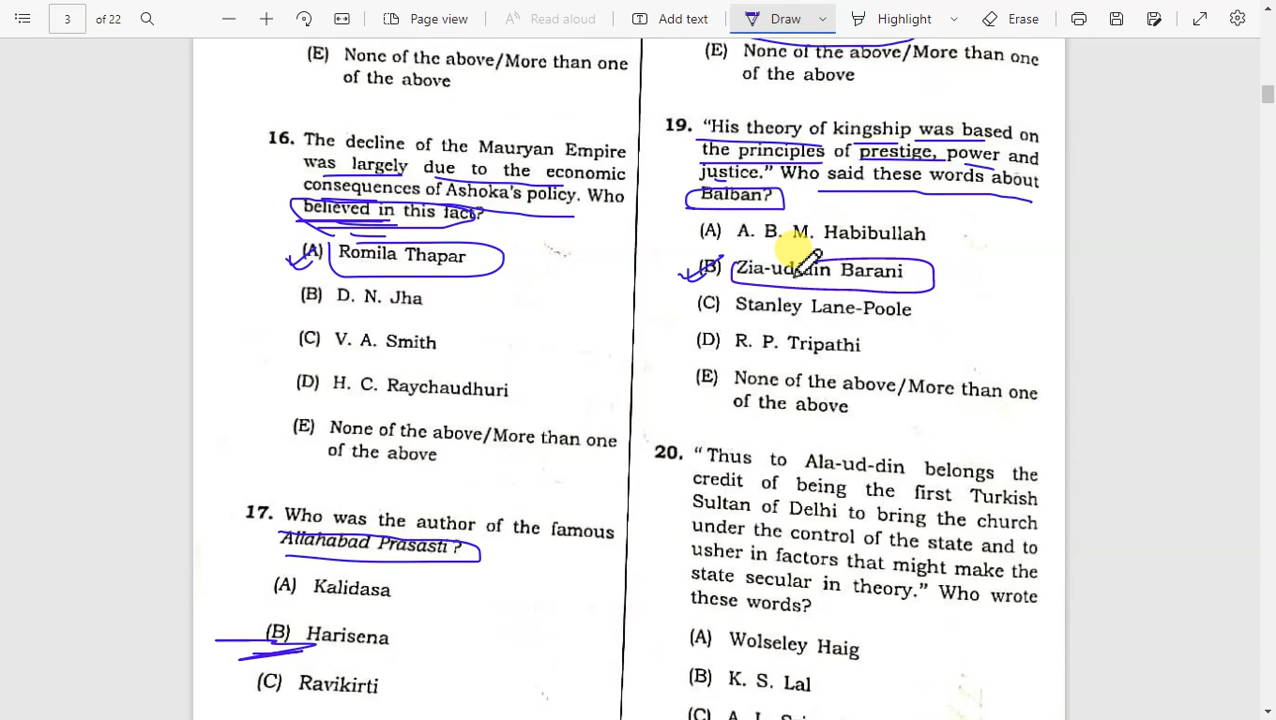 3 of 22
Page view
Read aloud
Add text
Draw
Highlight
Erase
(E) None of the above/More than one
of the above
16. The decline of the Mauryan Empire
was largely due to the economic
consequences of Ashoka's policy. Who
believed in this fact?
(A) Romila Thapar
(B) D. N. Jha
(C) V. A. Smith
(D) H. C. Raychaudhuri
(E) None of the above/More than one
of the above
17. Who was the author of the famous
Allahabad Prasasti?
(A) Kalidasa
(B) Harisena
(C) Ravikirti
(E) None of the above/More than one
of the above
19. "His theory of kingship was based on
the principles of prestige, power and
justice." Who said these words about
Balban?
(A) A. B. M. Habibullah
(B) Zia-ud-din Barani
(C) Stanley Lane-Poole
(D) R. P. Tripathi
(E) None of the above/More than one
of the above
20. "Thus to Ala-ud-din belongs the
credit of being the first Turkish
Sultan of Delhi to bring the church
under the control of the state and to
usher in factors that might make the
state secular in theory." Who wrote
these words?
(A) Wolseley Haig
(B) K. S. Lal